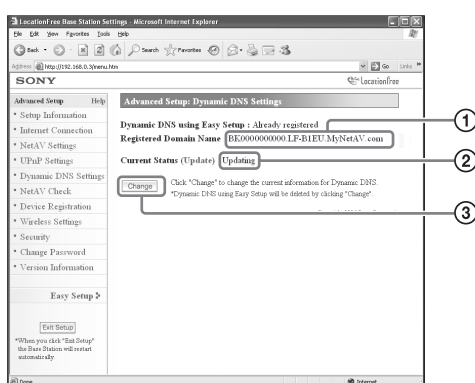 LocationFree Base Station Settings - Microsoft Internet Explorer
File Edit View Favorites Tools Help
Back Search Favorites
Address http://192.168.0.3/menu.htm Go Links
SONY LocationFree
Advanced Setup Help
• Setup Information
• Internet Connection
• NetAV Settings
• UPnP Settings
• Dynamic DNS Settings
• NetAV Check
• Device Registration
• Wireless Settings
• Security
• Change Password
• Version Information
Easy Setup
Exit Setup
*When you click "Exit Setup"
the Base Station will restart
automatically.
Advanced Setup: Dynamic DNS Settings
Dynamic DNS using Easy Setup : Already registered
Registered Domain Name BK0000000000.LF-B1EU.MyNetAV.com
Current Status (Update) Updating
Change
Click "Change" to change the current information for Dynamic DNS.
*Dynamic DNS using Easy Setup will be deleted by clicking "Change".
1
2
3
Done Internet